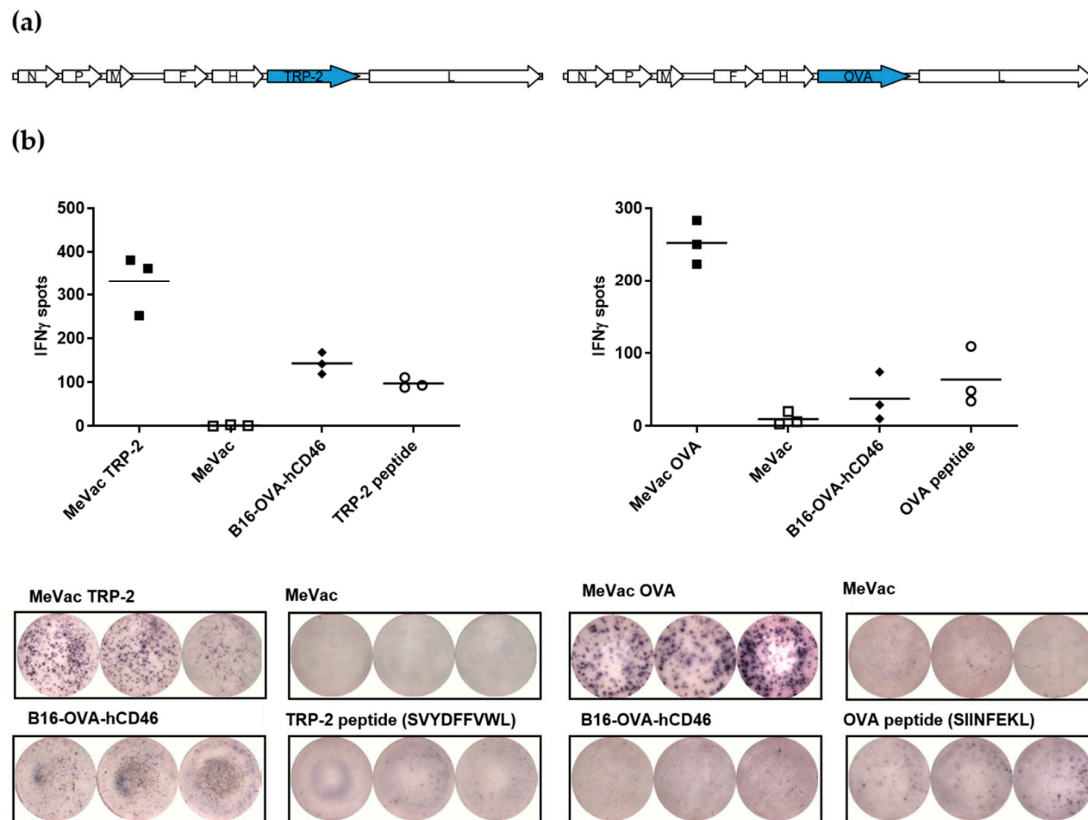 (a)
N P M F H TRP-2 L
N P M F H OVA L
(b)
500
400
300
200
100
0
IFNγ spots
MeVac TRP-2
MeVac
B16-OVA-hCD46
TRP-2 peptide
300
200
100
0
IFNγ spots
MeVac OVA
MeVac
B16-OVA-hCD46
OVA peptide
MeVac TRP-2
MeVac
MeVac OVA
MeVac
B16-OVA-hCD46
TRP-2 peptide (SVYDFFVWL)
B16-OVA-hCD46
OVA peptide (SIINFEKL)